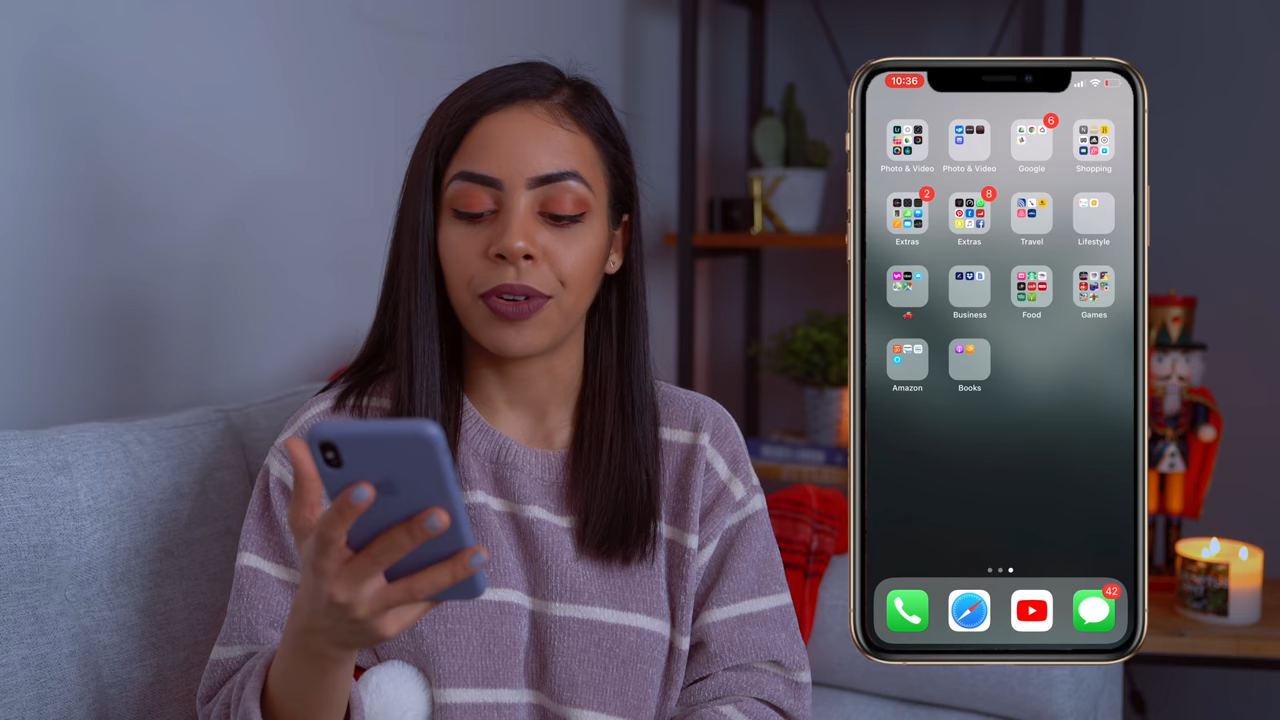 10:36
6
Photo & Video Photo & Video Google Shopping
2 8
Extras Extras Travel Lifestyle
Business Food Games
Amazon Books
42
K